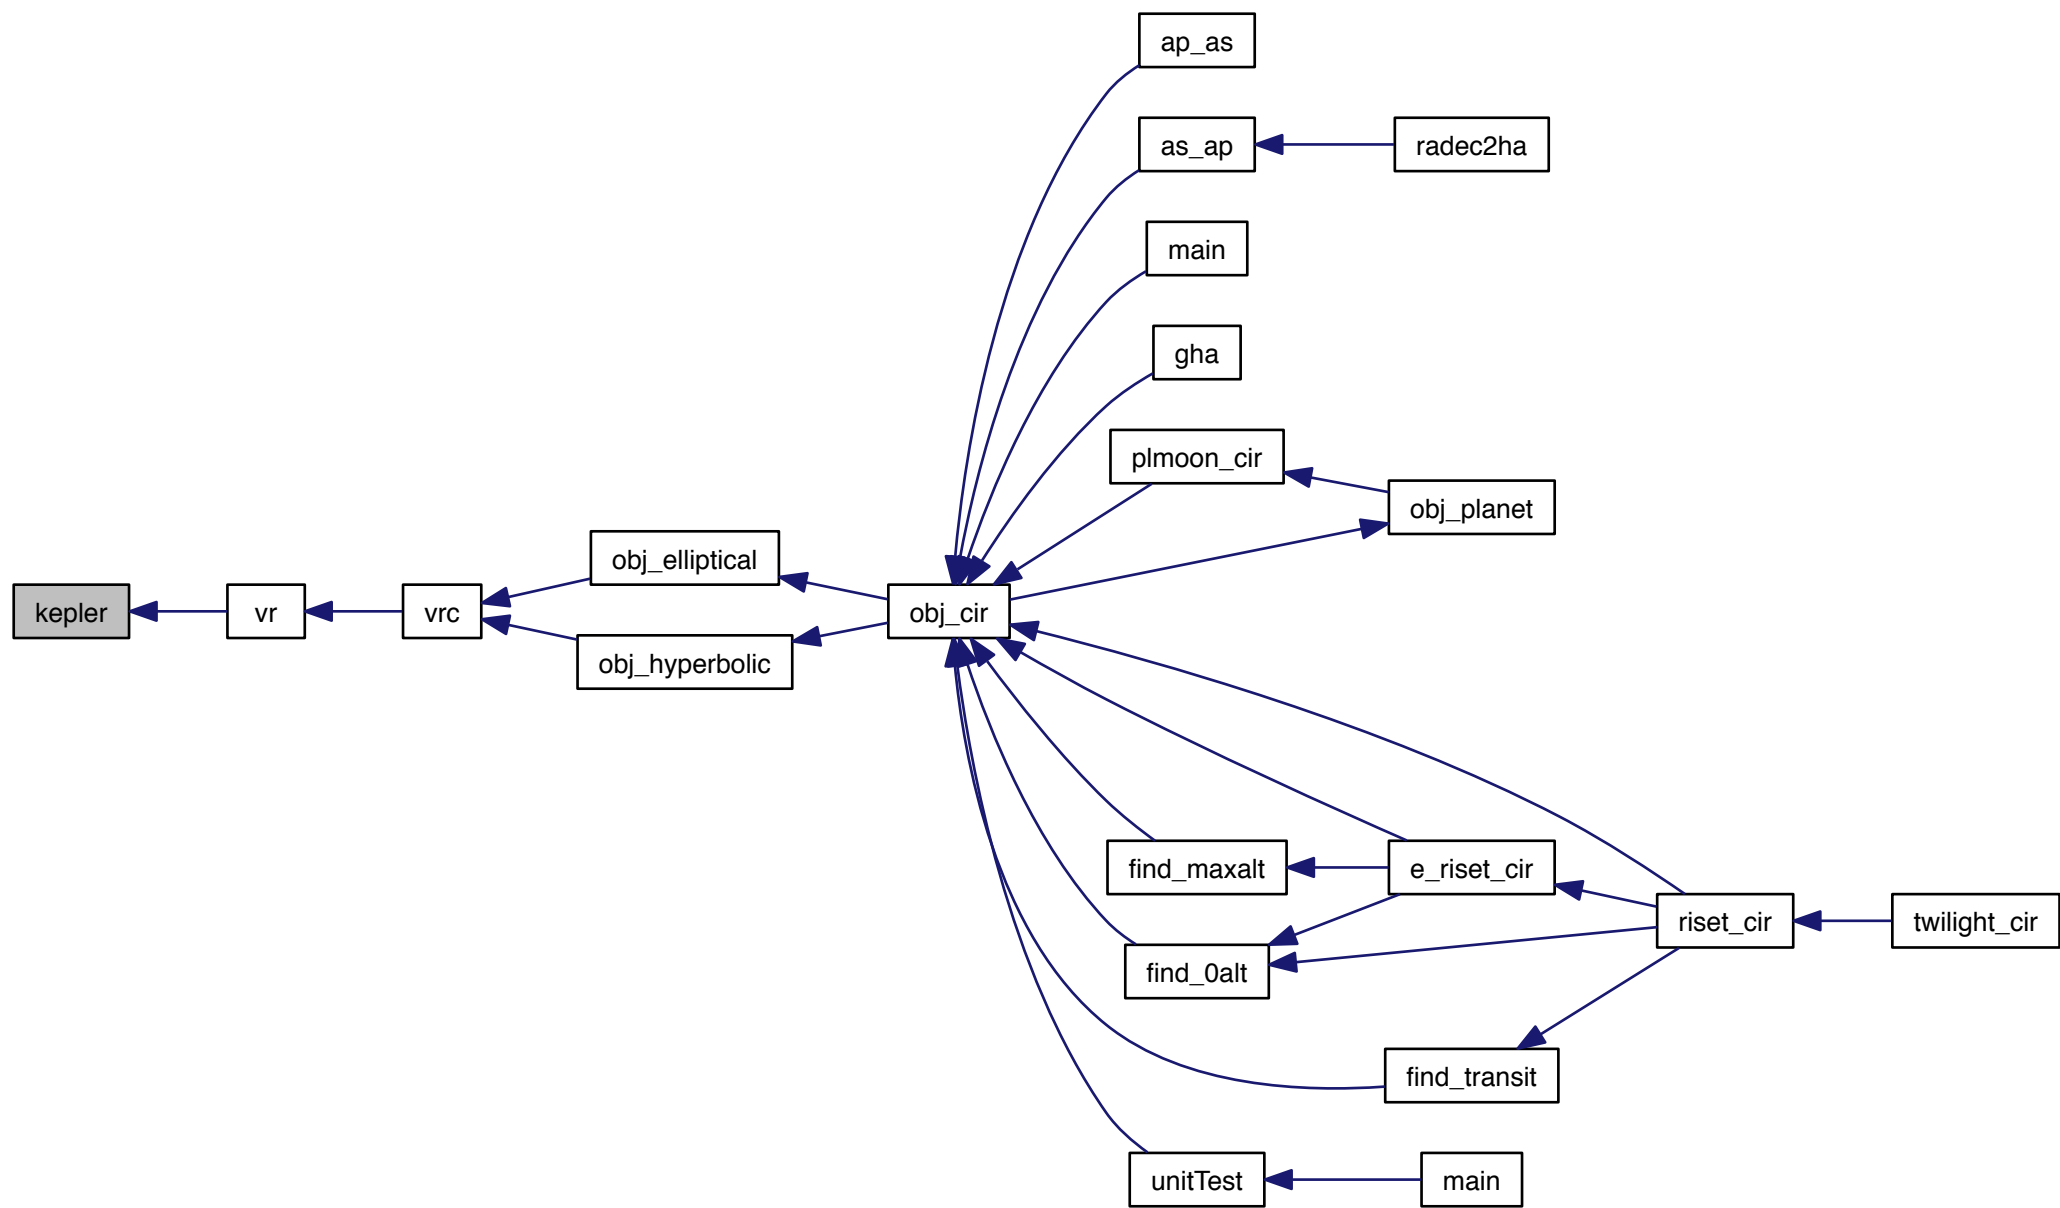 ap_as
as_ap
radec2ha
main
gha
plmoon_cir
obj_planet
obj_elliptical
kepler
vr
vrc
obj_cir
obj_hyperbolic
find_maxalt
e_riset_cir
riset_cir
twilight_cir
find_0alt
find_transit
unitTest
main